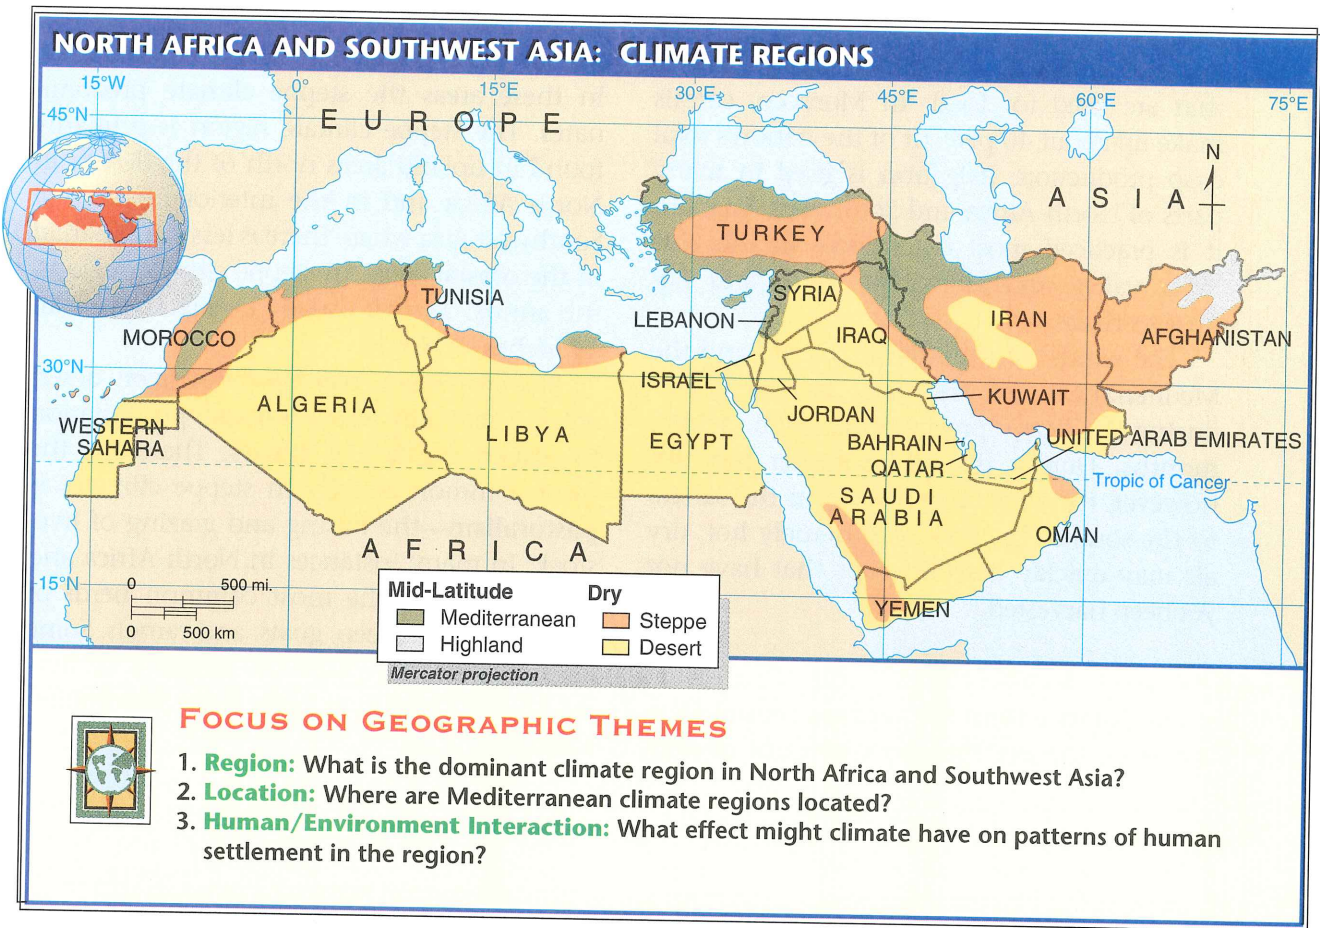 NORTH AFRICA AND SOUTHWEST ASIA: CLIMATE REGIONS
15°W
0°
15°E
30°E
45°E
60°E
75°E
45°N
EUROPE
ASIA
N
TURKEY
TUNISIA
SYRIA
LEBANON
MOROCCO
IRAQ
IRAN
AFGHANISTAN
30°N
ISRAEL
KUWAIT
ALGERIA
JORDAN
WESTERN
SAHARA
LIBYA
EGYPT
BAHRAIN
UNITED ARAB EMIRATES
QATAR
Tropic of Cancer
SAUDI
ARABIA
OMAN
AFRICA
15°N
0 500 mi.
0 500 km
YEMEN
Mid-Latitude Dry
Mediterranean Steppe
Highland Desert
Mercator projection
FOCUS ON GEOGRAPHIC THEMES
1. Region: What is the dominant climate region in North Africa and Southwest Asia?
2. Location: Where are Mediterranean climate regions located?
3. Human/Environment Interaction: What effect might climate have on patterns of human
settlement in the region?